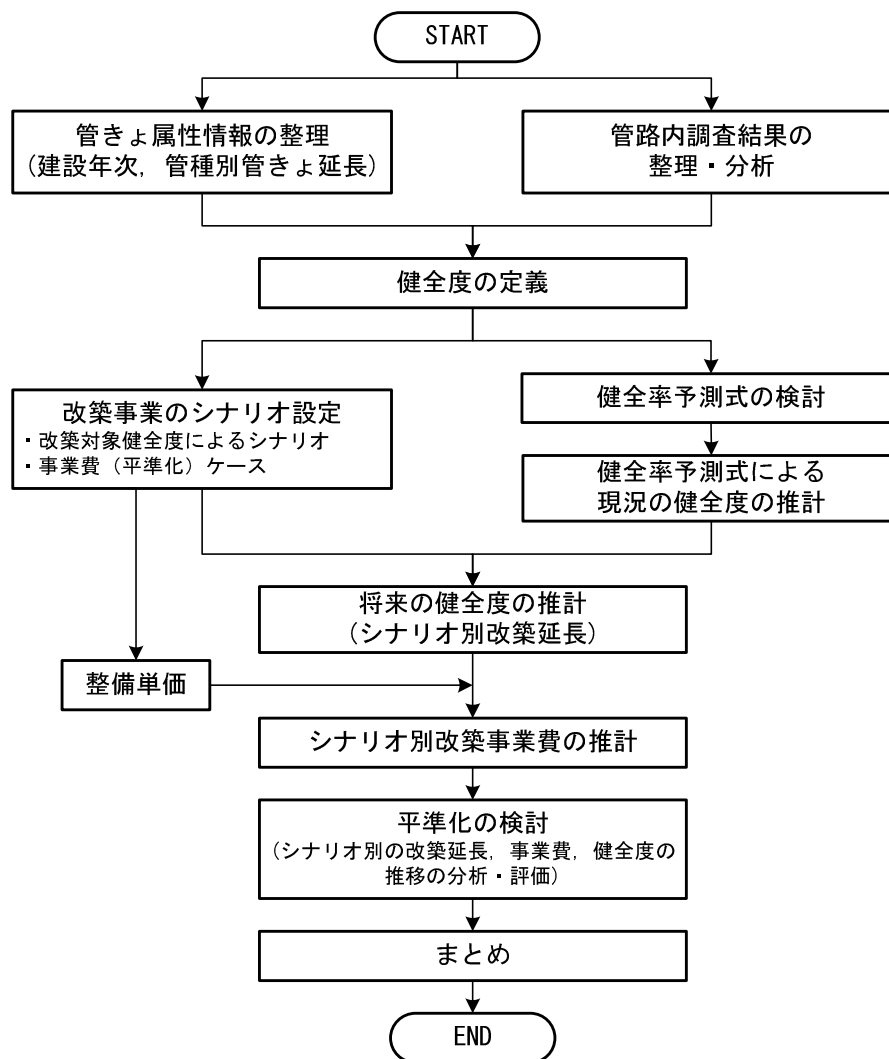 START
管きょ属性情報の整理
（建設年次，管種別管きょ延長）
管路内調査結果の
整理・分析
健全度の定義
改築事業のシナリオ設定
・改築対象健全度によるシナリオ
・事業費（平準化）ケース
健全率予測式の検討
健全率予測式による
現況の健全度の推計
将来の健全度の推計
（シナリオ別改築延長）
整備単価
シナリオ別改築事業費の推計
平準化の検討
（シナリオ別の改築延長，事業費，健全度の
推移の分析・評価）
まとめ
END